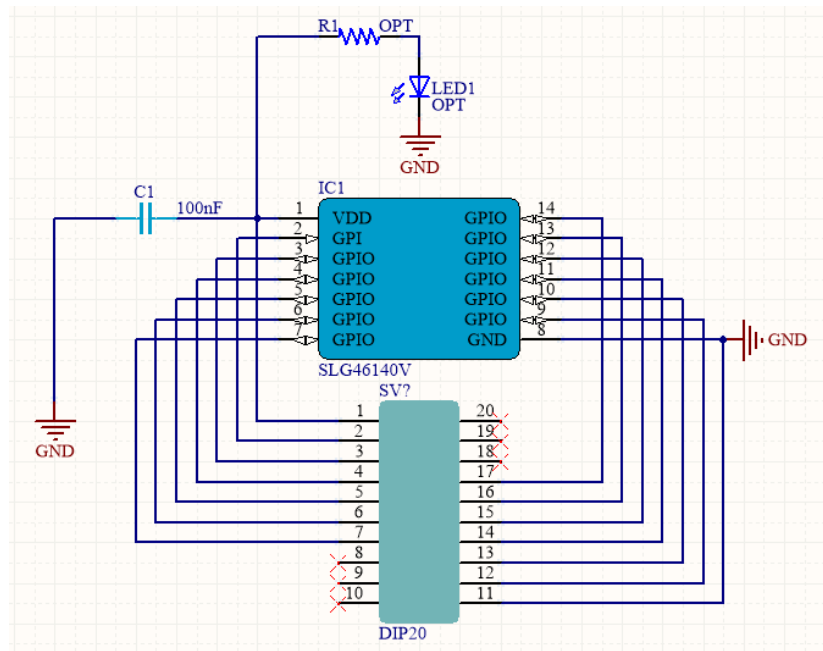 R1 OPT
LED1
OPT
GND
C1
100nF
IC1
1 VDD GPIO 14
2 GPI GPIO 13
3 GPIO GPIO 12
4 GPIO GPIO 11
5 GPIO GPIO 10
6 GPIO GPIO 9
7 GPIO GND 8
GND
SLG46140V
SV?
GND
1 20
2 19
3 18
4 17
5 16
6 15
7 14
8 13
9 12
10 11
DIP20